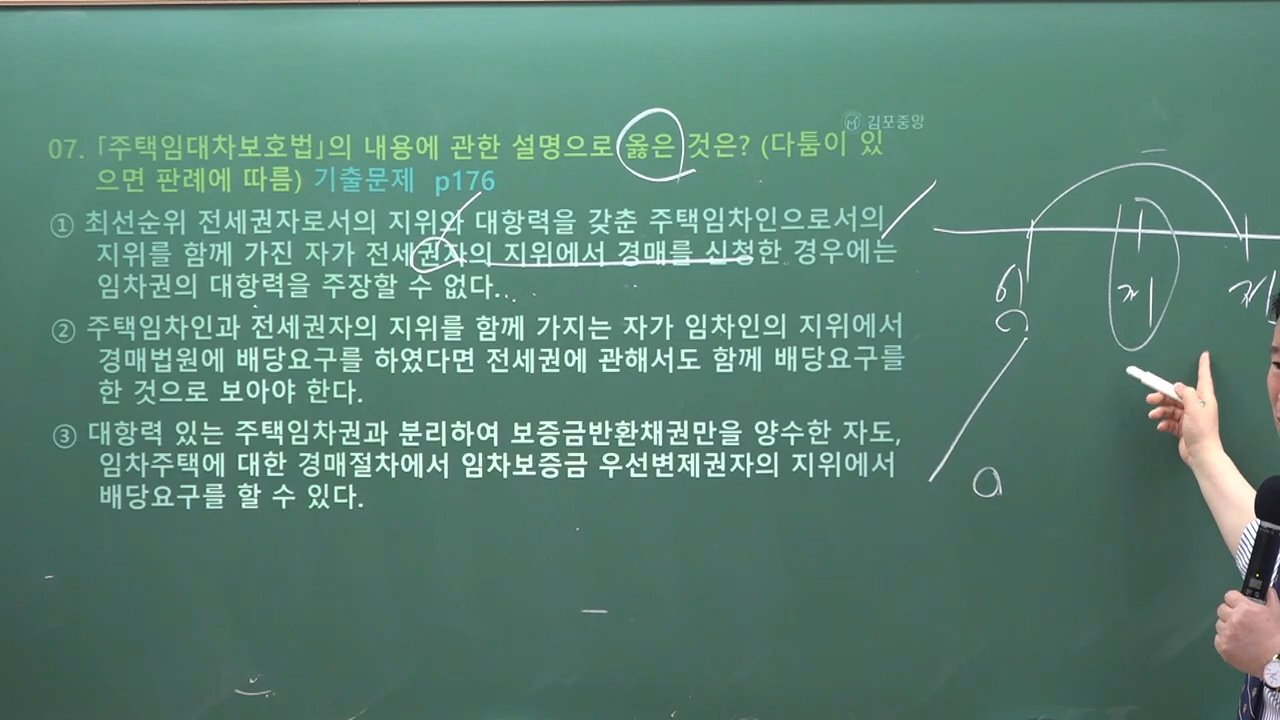 김포중앙
07. 「주택임대차보호법」의 내용에 관한 설명으로 옳은 것은? (다툼이 있
으면 판례에 따름) 기출문제 p176
① 최선순위 전세권자로서의 지위와 대항력을 갖춘 주택임차인으로서의
지위를 함께 가진 자가 전세권자의 지위에서 경매를 신청한 경우에는
임차권의 대항력을 주장할 수 없다...
② 주택임차인과 전세권자의 지위를 함께 가지는 자가 임차인의 지위에서
경매법원에 배당요구를 하였다면 전세권에 관해서도 함께 배당요구를
한 것으로 보아야 한다.
③ 대항력 있는 주택임차권과 분리하여 보증금반환채권만을 양수한 자도,
임차주택에 대한 경매절차에서 임차보증금 우선변제권자의 지위에서
배당요구를 할 수 있다.